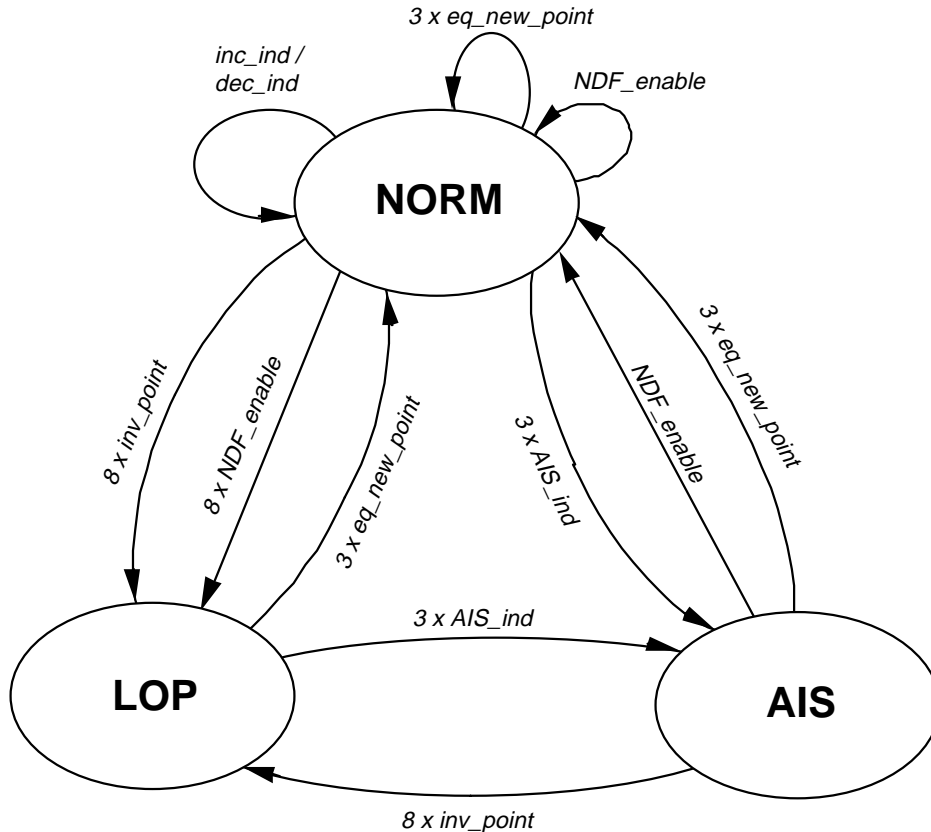 3 x eq_new_point
inc_ind /
dec_ind
NDF_enable
NORM
8 x inv_point
8 x NDF_enable
3 x eq_new_point
3 x AIS_ind
NDF_enable
3 x eq_new_point
3 x AIS_ind
LOP
AIS
8 x inv_point